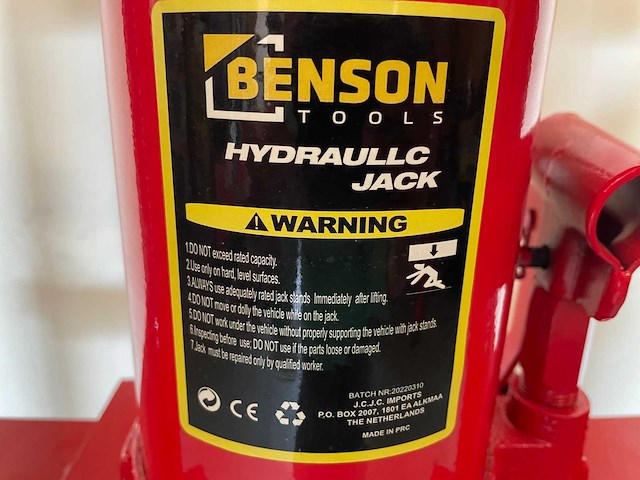 BENSON
TOOLS
HYDRAULLC
JACK
WARNING
1.DO NOT exceed rated capacity.
2.Use only on hard, level surfaces.
3.ALWAYS use adequately rated jack stands Immediately after lifting.
4.DO NOT move or dolly the vehicle while on the jack.
5.DO NOT work under the vehicle without properly supporting the vehicle with jack stands.
6.Inspecting before use; DO NOT use if the parts loose or damaged.
7.Jack must be repaired only by qualified worker.
BATCH NR:20220310
J.C.J.C. IMPORTS
P.O. BOX 2007, 1801 EA ALKMAA
THE NETHERLANDS
MADE IN PRC
CE